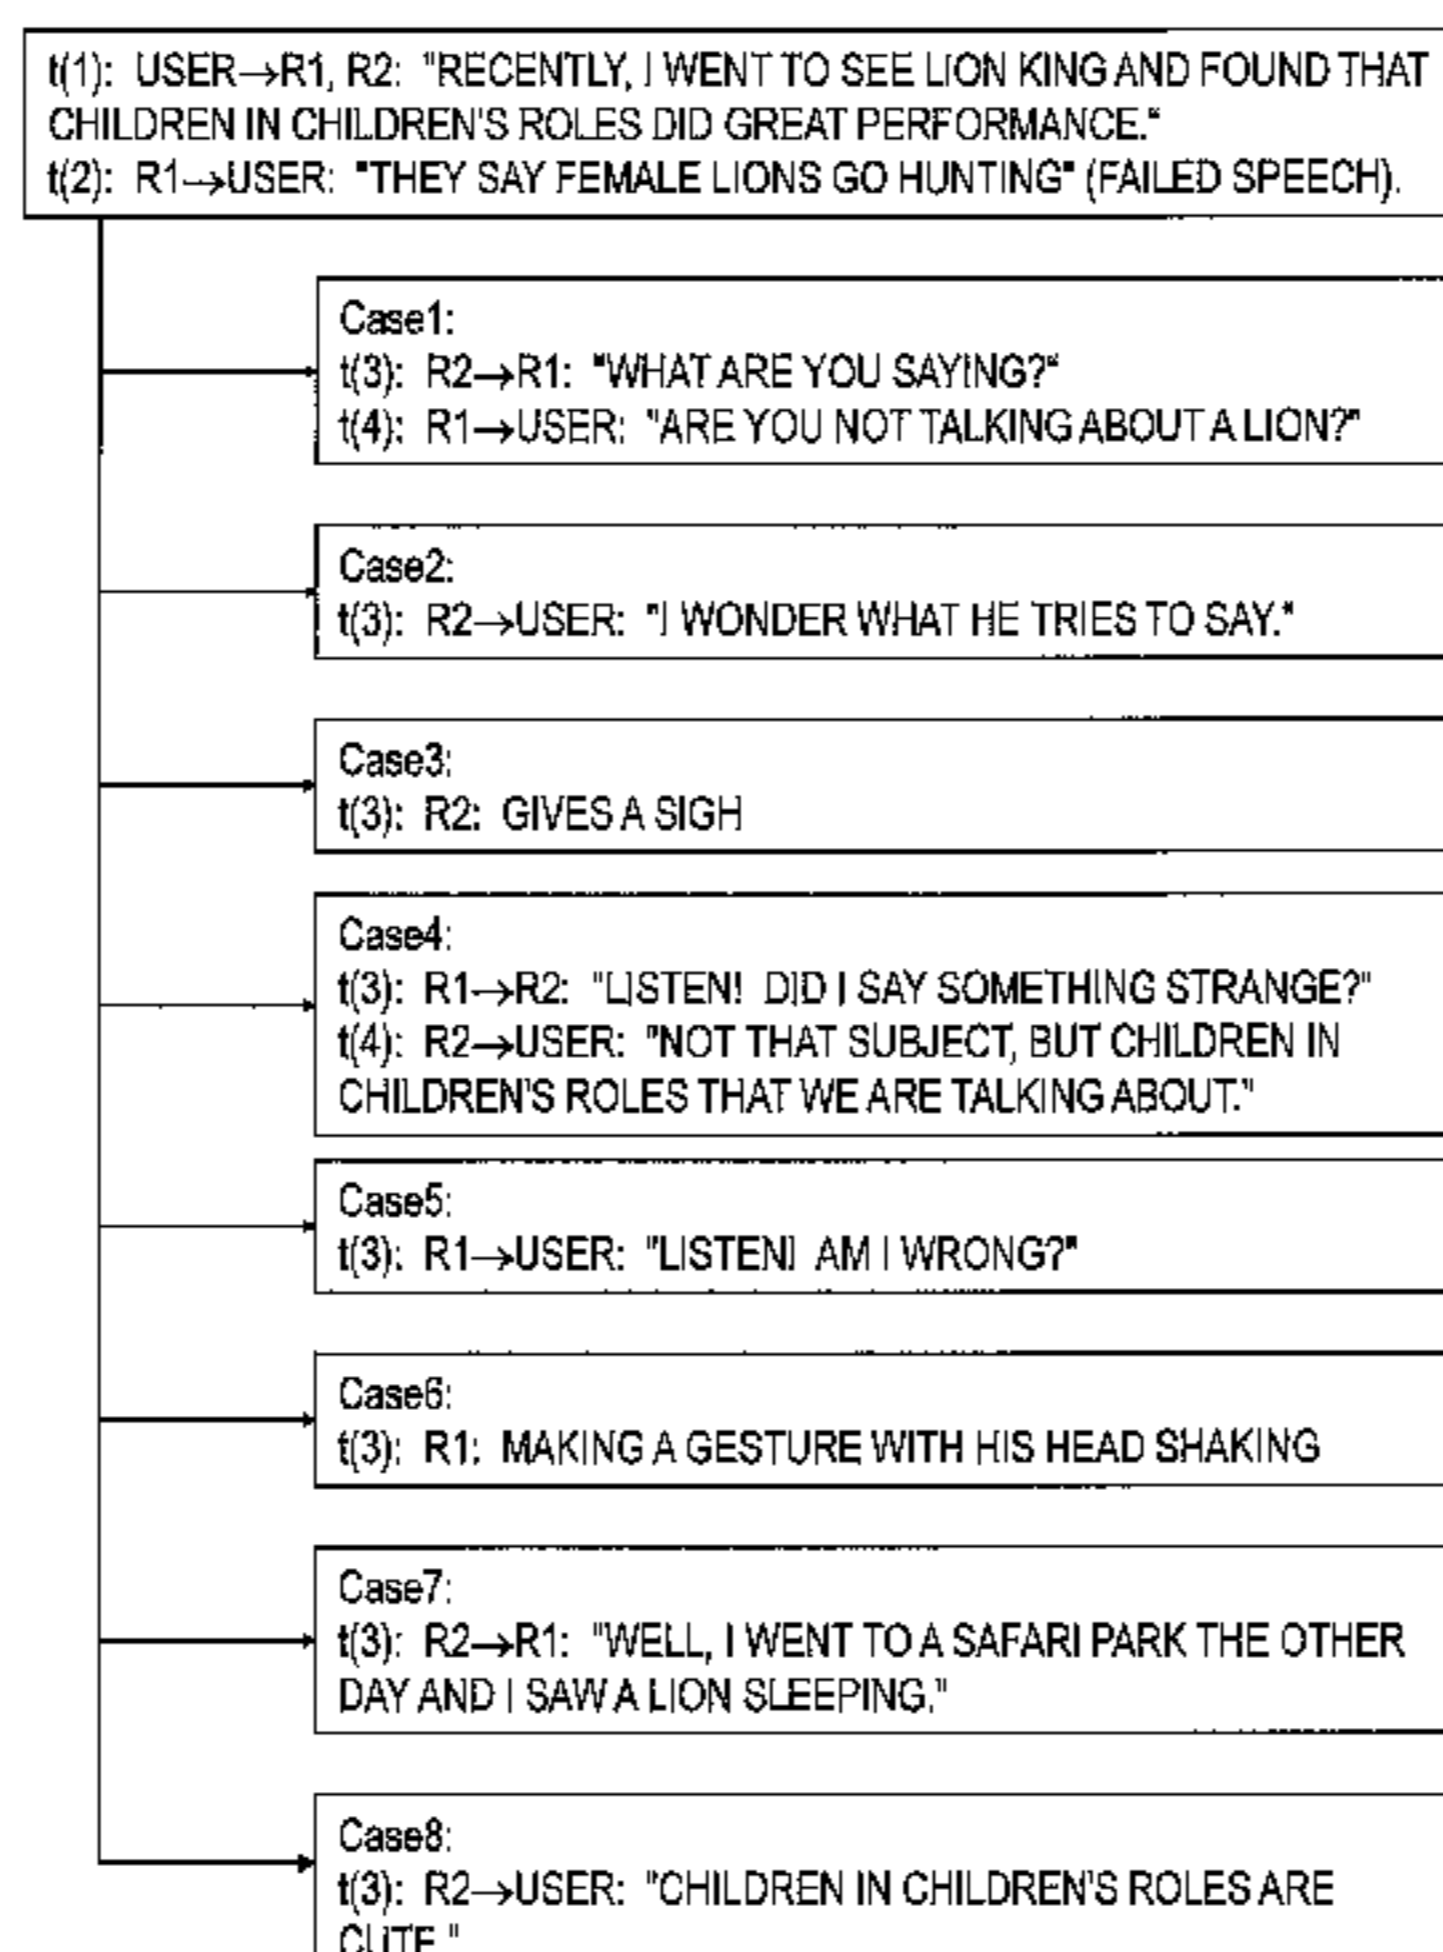 t(1): USER→R1, R2: "RECENTLY, I WENT TO SEE LION KING AND FOUND THAT
CHILDREN IN CHILDREN'S ROLES DID GREAT PERFORMANCE."
t(2): R1→USER: "THEY SAY FEMALE LIONS GO HUNTING" (FAILED SPEECH).
Case1:
t(3): R2→R1: "WHAT ARE YOU SAYING?"
t(4): R1→USER: "ARE YOU NOT TALKING ABOUT A LION?"
Case2:
t(3): R2→USER: "I WONDER WHAT HE TRIES TO SAY."
Case3:
t(3): R2: GIVES A SIGH
Case4:
t(3): R1→R2: "LISTEN! DID I SAY SOMETHING STRANGE?"
t(4): R2→USER: "NOT THAT SUBJECT, BUT CHILDREN IN
CHILDREN'S ROLES THAT WE ARE TALKING ABOUT."
Case5:
t(3): R1→USER: "LISTEN! AM I WRONG?"
Case6:
t(3): R1: MAKING A GESTURE WITH HIS HEAD SHAKING
Case7:
t(3): R2→R1: "WELL, I WENT TO A SAFARI PARK THE OTHER
DAY AND I SAW A LION SLEEPING."
Case8:
t(3): R2→USER: "CHILDREN IN CHILDREN'S ROLES ARE
CUTE."